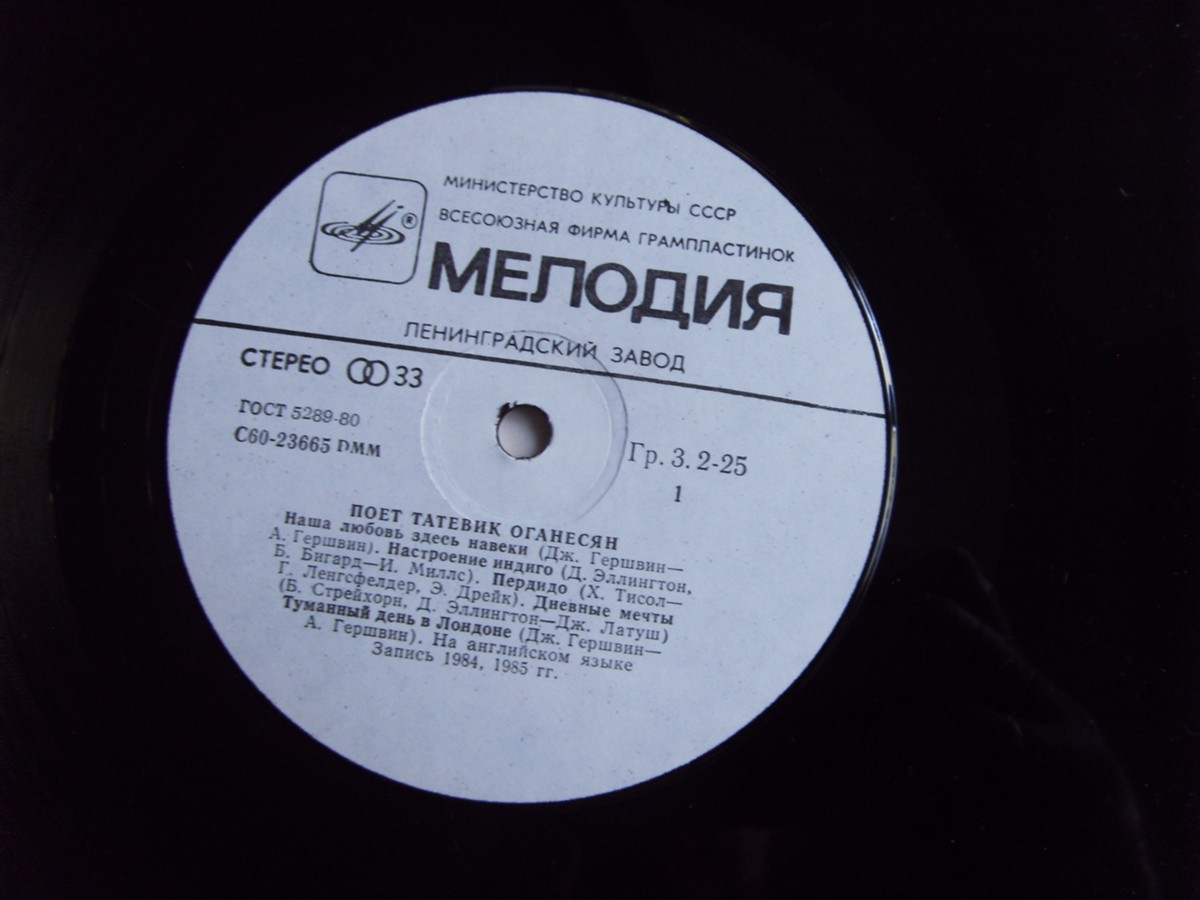 МИНИСТЕРСТВО КУЛЬТУРЫ СССР
ВСЕСОЮЗНАЯ ФИРМА ГРАМПЛАСТИНОК
®
МЕЛОДИЯ
ЛЕНИНГРАДСКИЙ ЗАВОД
СТЕРЕО 33
ГОСТ 5289-80
С60-23665 DMM
Гр. 3. 2-25
1
ПОЕТ ТАТЕВИК ОГАНЕСЯН
Наша любовь здесь навеки (Дж. Гершвин—
А. Гершвин). Настроение индиго (Д. Эллингтон,
Б. Бигард—И. Миллс). Пердидо (Х. Тисол—
Г. Ленгсфелдер, Э. Дрейк). Дневные мечты
(Б. Стрейхорн, Д. Эллингтон—Дж. Латуш)
Туманный день в Лондоне (Дж. Гершвин—
А. Гершвин). На английском языке
Запись 1984, 1985 гг.